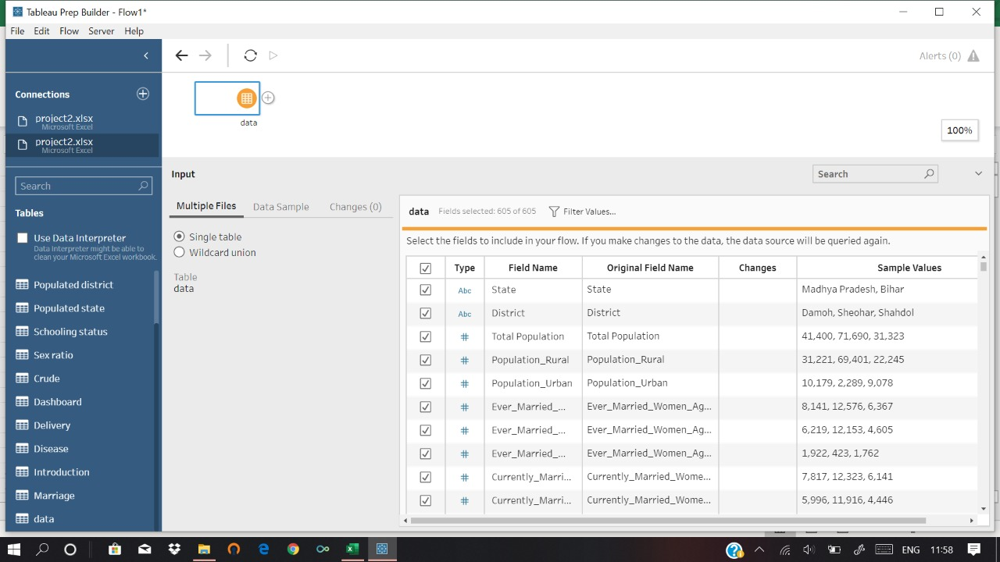 Tableau Prep Builder - Flow1*
File Edit Flow Server Help
Alerts (0)
Connections
project2.xlsx
Microsoft Excel
project2.xlsx
Microsoft Excel
data
100%
Input
Search
Search
Tables
Use Data Interpreter
Data Interpreter might be able to
clean your Microsoft Excel workbook.
Populated district
Populated state
Schooling status
Sex ratio
Crude
Dashboard
Delivery
Disease
Introduction
Marriage
data
Multiple Files Data Sample Changes (0)
Single table
Wildcard union
Table
data
data Fields selected: 605 of 605 Filter Values...
Select the fields to include in your flow. If you make changes to the data, the data source will be queried again.
Type Field Name Original Field Name Changes Sample Values
Abc State State Madhya Pradesh, Bihar
Abc District District Damoh, Sheohar, Shahdol
# Total Population Total Population 41,400, 71,690, 31,323
# Population_Rural Population_Rural 31,221, 69,401, 22,245
# Population_Urban Population_Urban 10,179, 2,289, 9,078
# Ever_Married_... Ever_Married_Women_Ag... 8,141, 12,576, 6,367
# Ever_Married_... Ever_Married_Women_Ag... 6,219, 12,153, 4,605
# Ever_Married_... Ever_Married_Women_Ag... 1,922, 423, 1,762
# Currently_Marri... Currently_Married_Wome... 7,817, 12,323, 6,141
# Currently_Marri... Currently_Married_Wome... 5,996, 11,916, 4,446
ENG 11:58